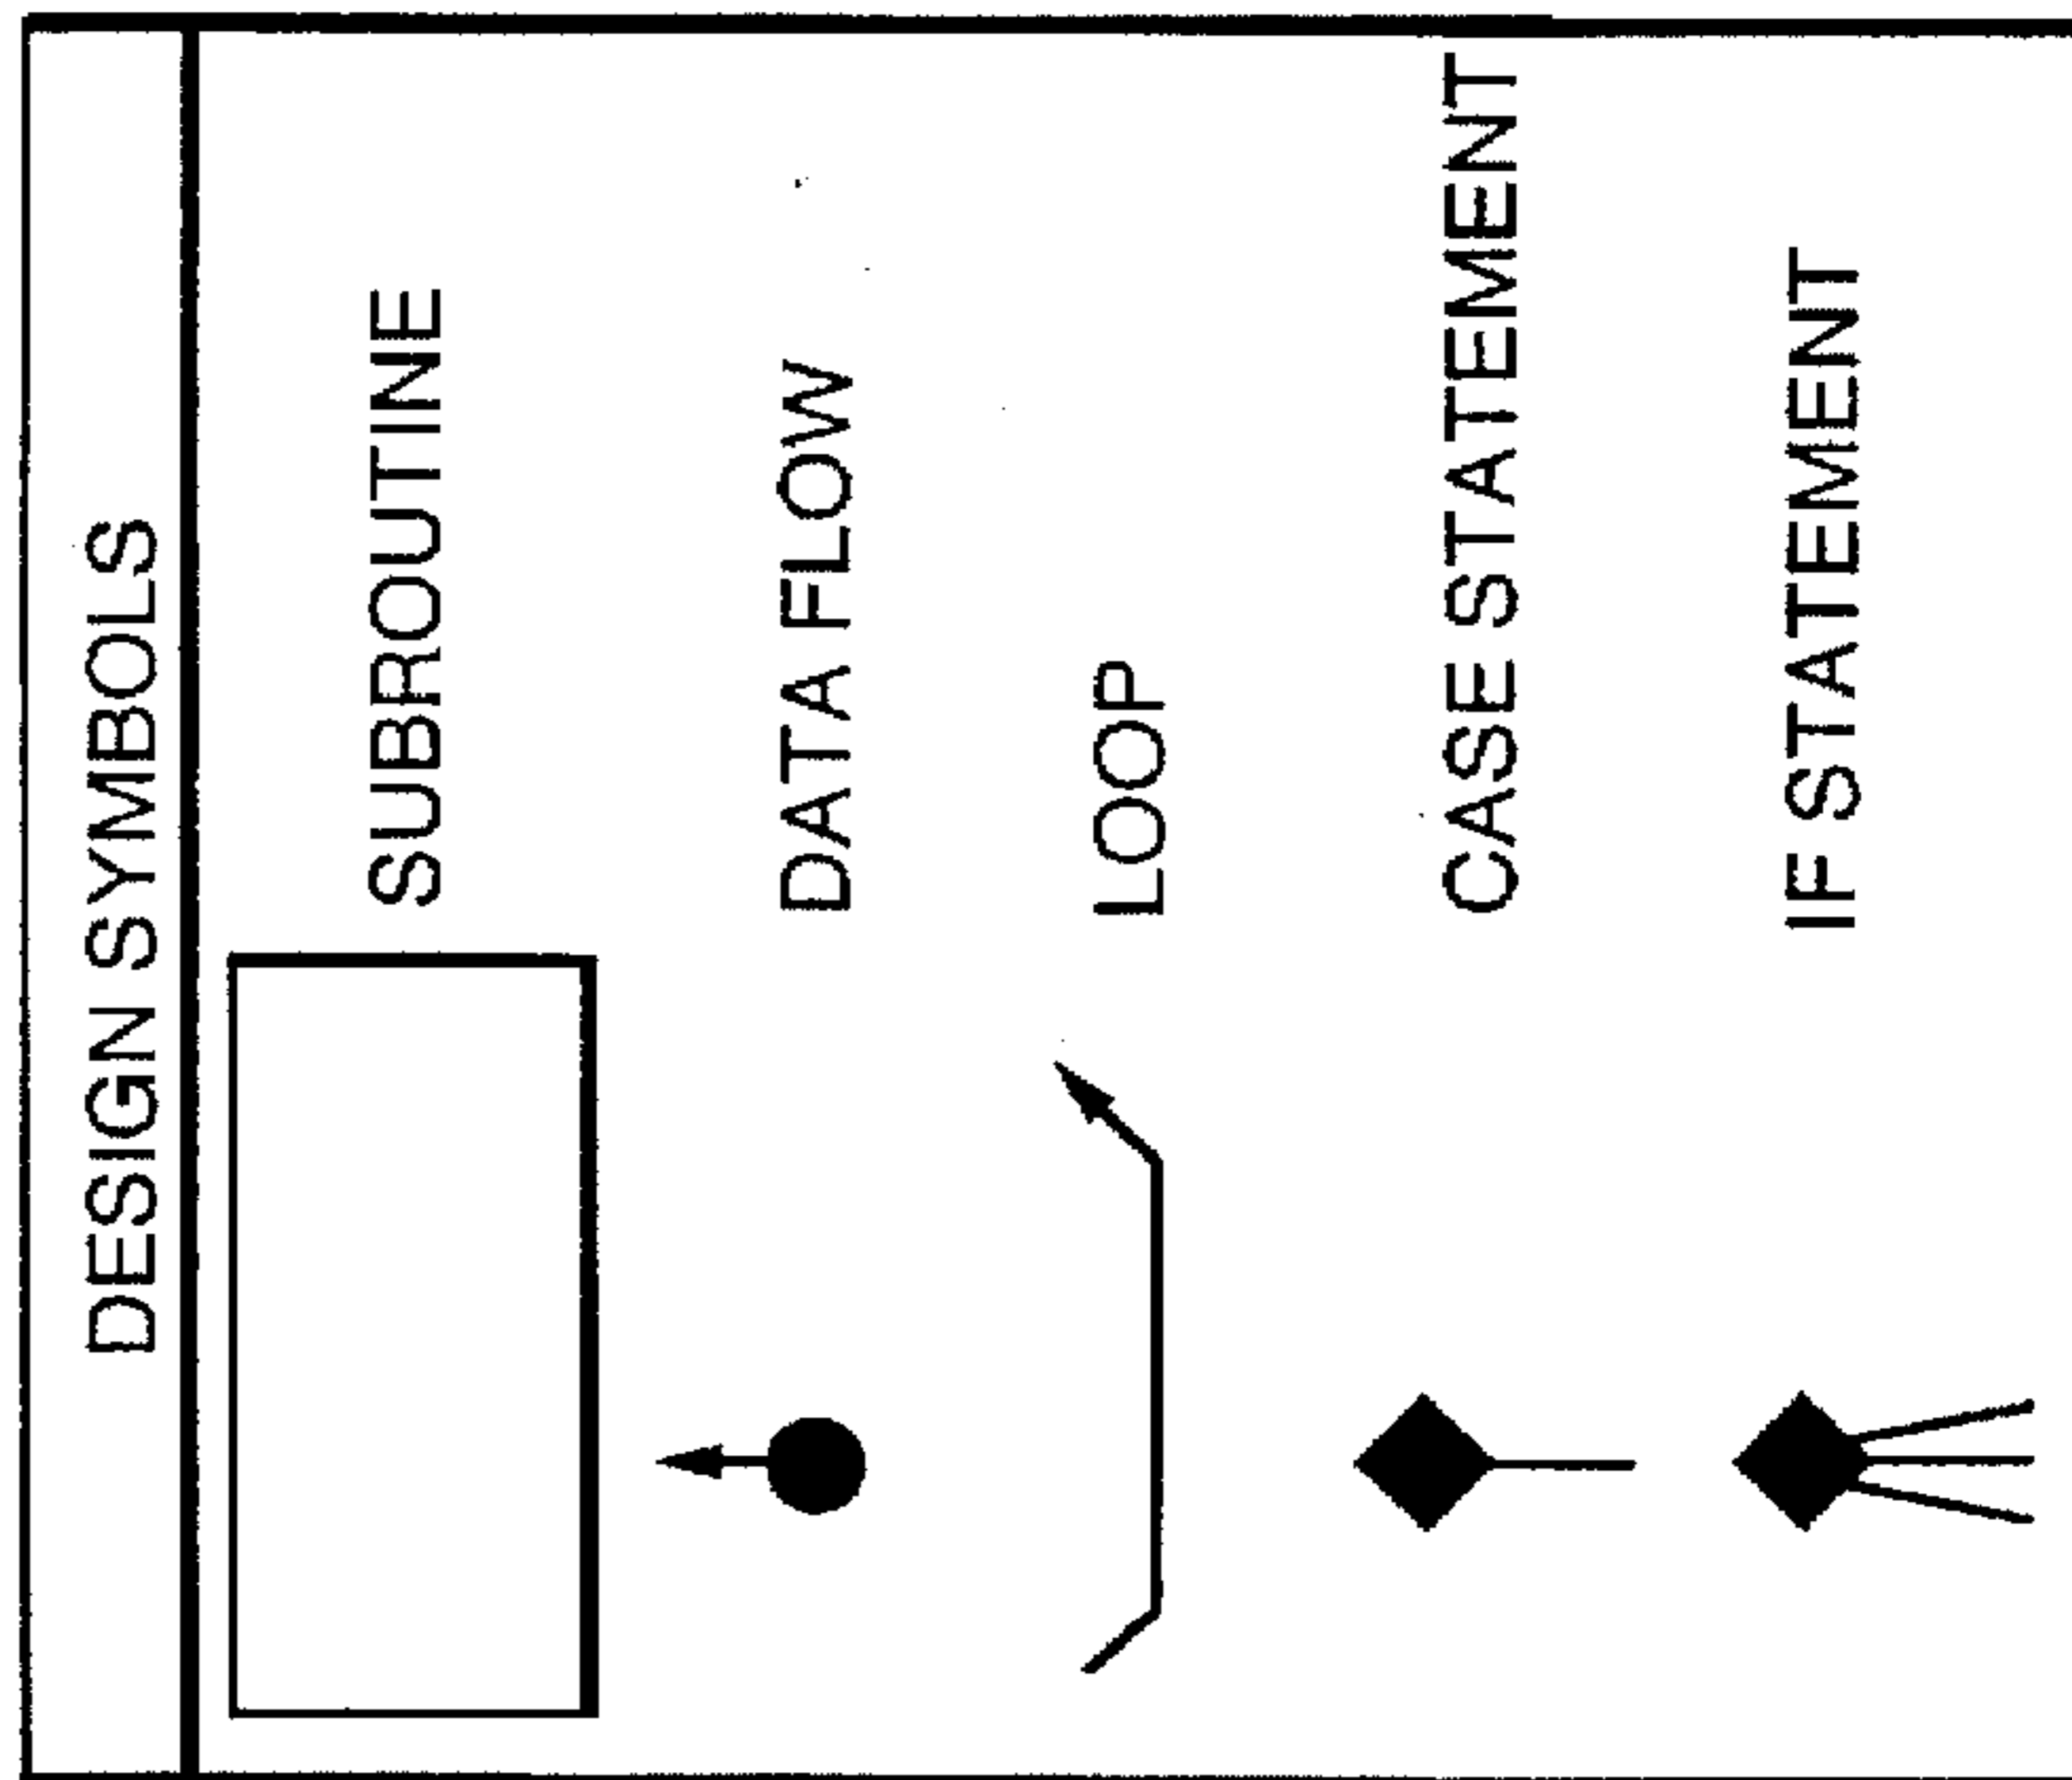 DESIGN SYMBOLS
SUBROUTINE
DATA FLOW
LOOP
CASE STATEMENT
IF STATEMENT